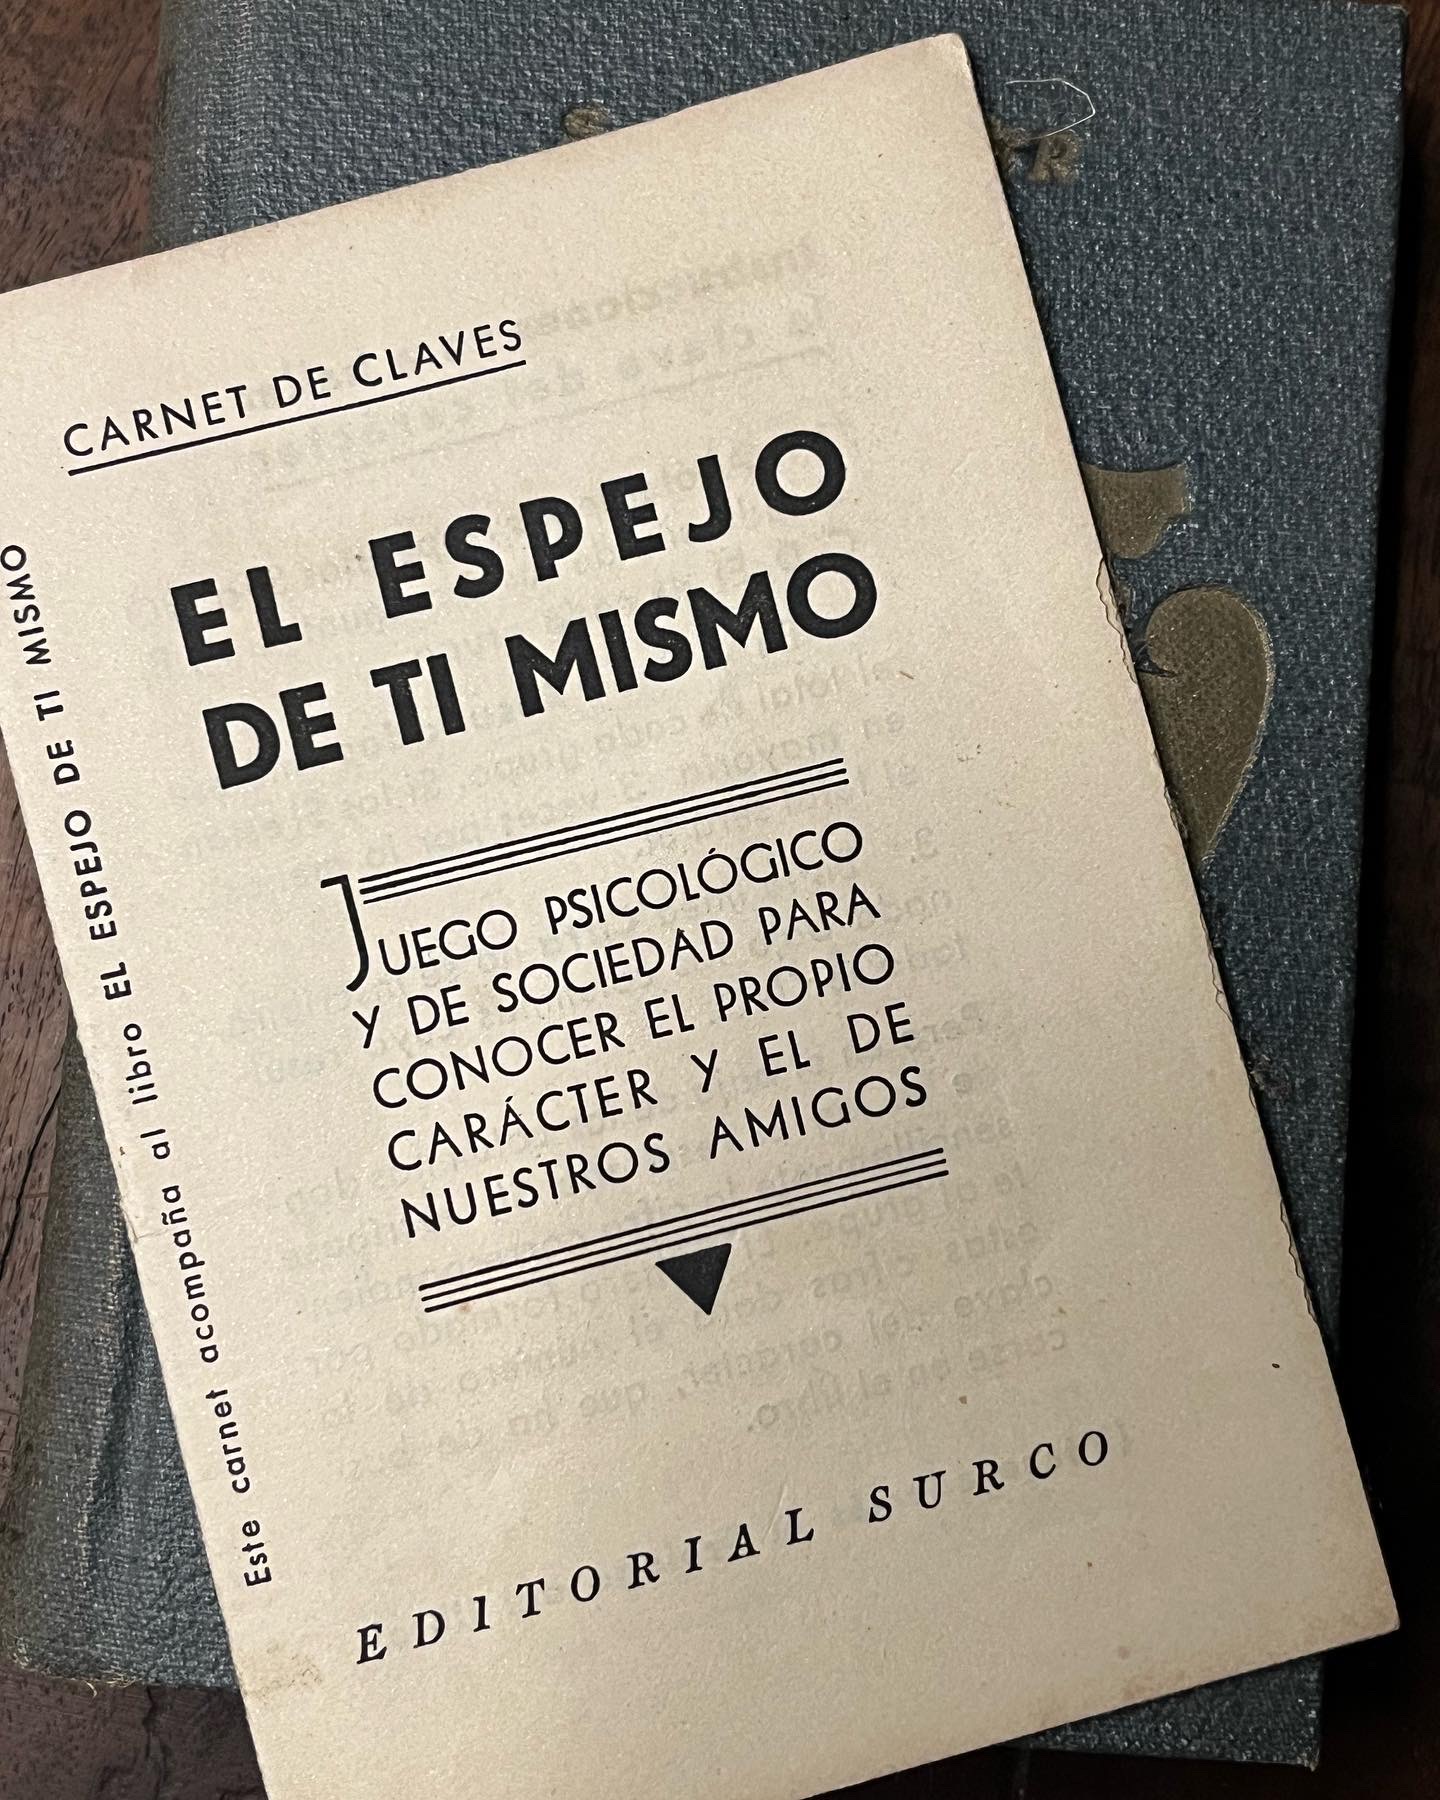 CARNET DE CLAVES
EL ESPEJO
DE TI MISMO
JUEGO PSICOLÓGICO
Y DE SOCIEDAD PARA
CONOCER EL PROPIO
CARÁCTER Y EL DE
NUESTROS AMIGOS
EDITORIAL SURCO
Este carnet acompaña al libro EL ESPEJO DE TI MISMO